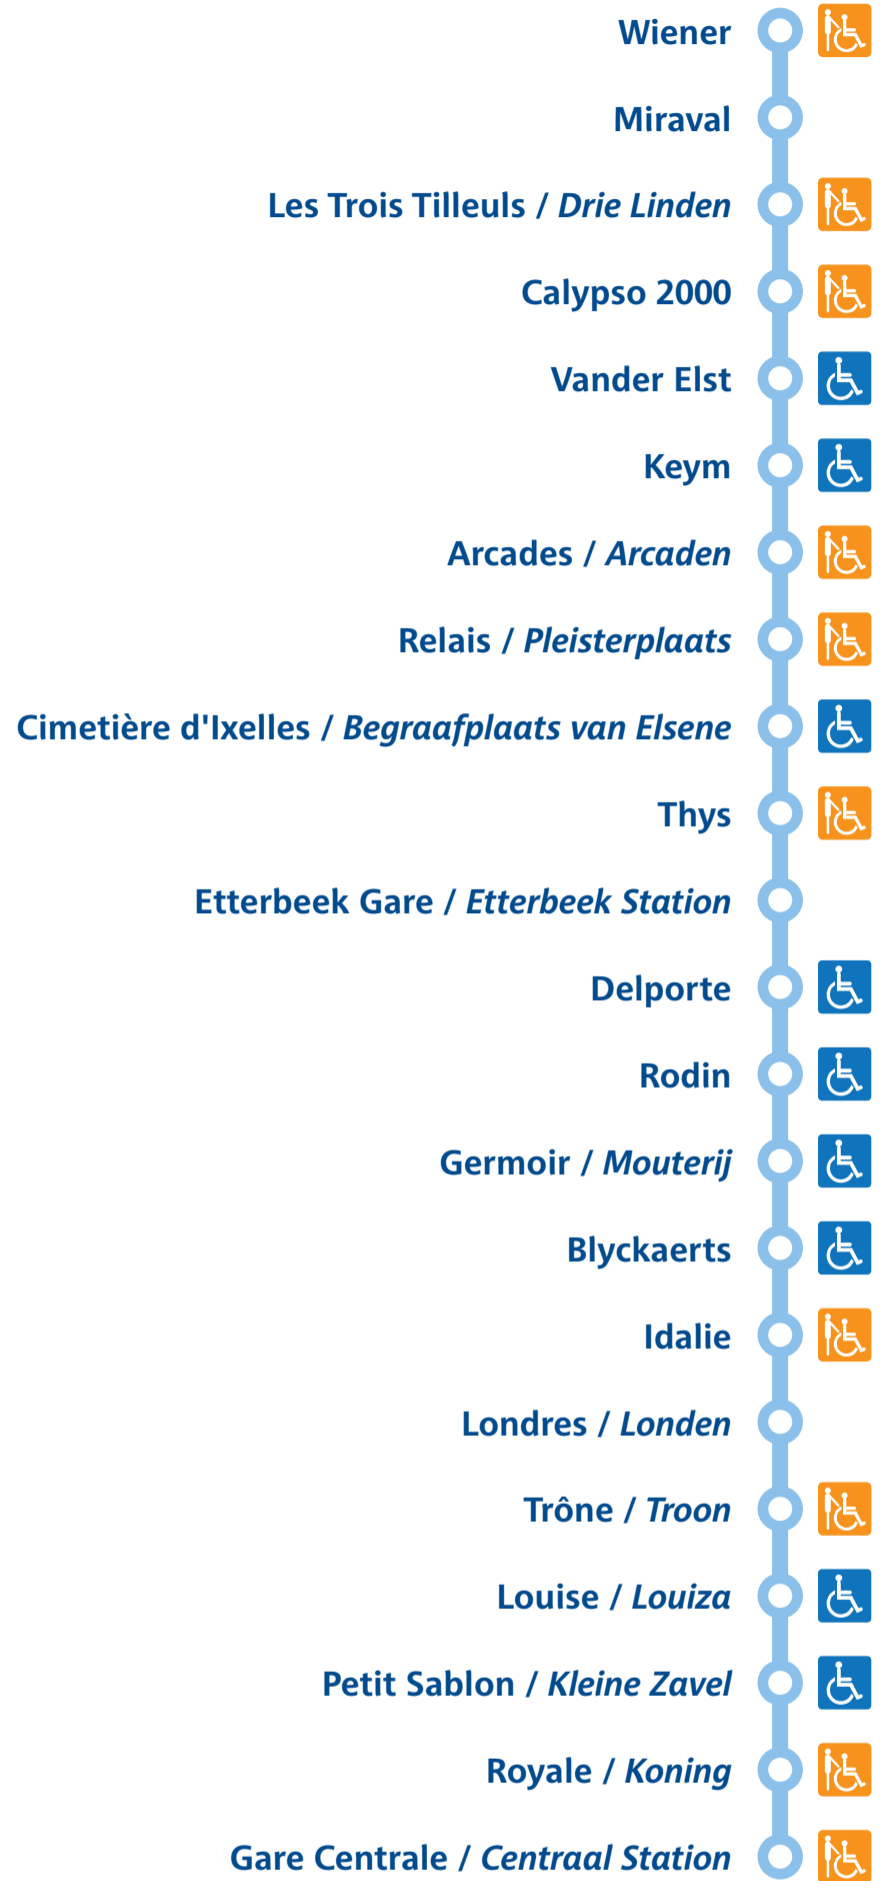 Wiener
Miraval
Les Trois Tilleuls / Drie Linden
Calypso 2000
Vander Elst
Keym
Arcades / Arcaden
Relais / Pleisterplaats
Cimetière d'Ixelles / Begraafplaats van Elsene
Thys
Etterbeek Gare / Etterbeek Station
Delporte
Rodin
Germoir / Mouterij
Blyckaerts
Idalie
Londres / Londen
Trône / Troon
Louise / Louiza
Petit Sablon / Kleine Zavel
Royale / Koning
Gare Centrale / Centraal Station